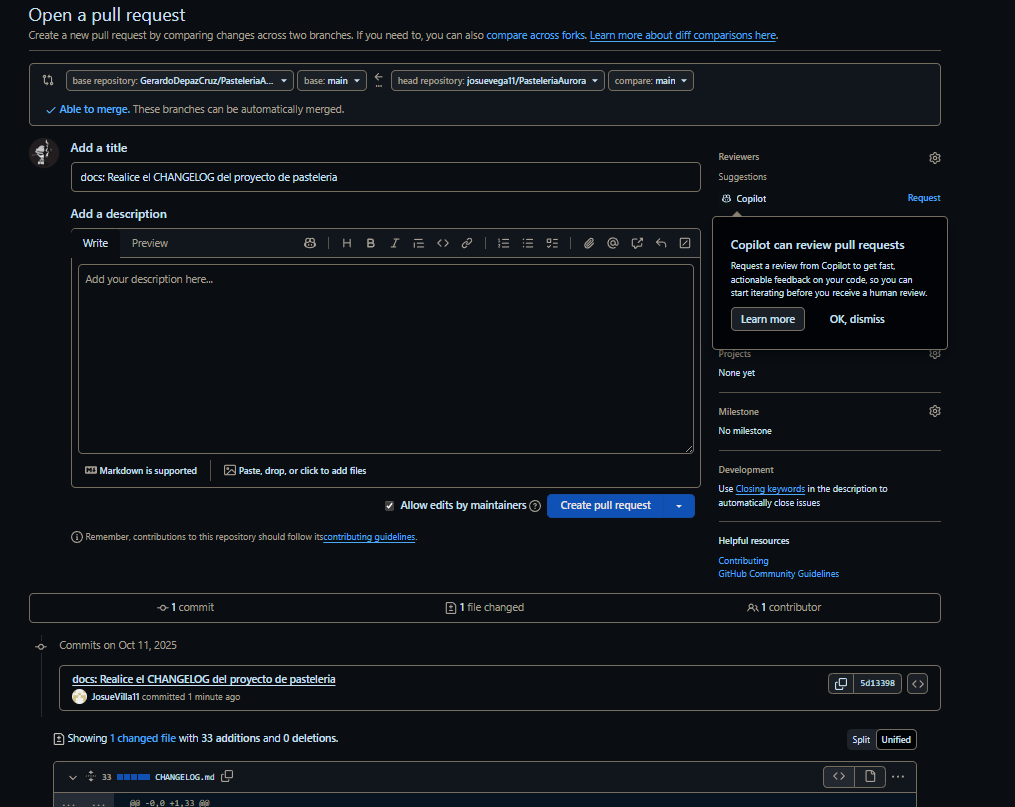 Open a pull request
Create a new pull request by comparing changes across two branches. If you need to, you can also compare across forks. Learn more about diff comparisons here.
base repository: GerardoDepazCruz/PasteleriaA... base: main head repository: josuevega11/PasteleriaAurora compare: main
Able to merge. These branches can be automatically merged.
Add a title
docs: Realice el CHANGELOG del proyecto de pasteleria
Add a description
Write Preview
Add your description here...
Markdown is supported Paste, drop, or click to add files
Allow edits by maintainers Create pull request
Remember, contributions to this repository should follow its contributing guidelines.
Reviewers
Suggestions
Copilot Request
Copilot can review pull requests
Request a review from Copilot to get fast,
actionable feedback on your code, so you can
start iterating before you receive a human review.
Learn more OK, dismiss
Projects
None yet
Milestone
No milestone
Development
Use Closing keywords in the description to
automatically close issues
Helpful resources
Contributing
GitHub Community Guidelines
1 commit 1 file changed 1 contributor
Commits on Oct 11, 2025
docs: Realice el CHANGELOG del proyecto de pasteleria
JosueVilla11 committed 1 minute ago
5d13398
Showing 1 changed file with 33 additions and 0 deletions.
Split Unified
33 CHANGELOG.md
@@ -0,0 +1,33 @@